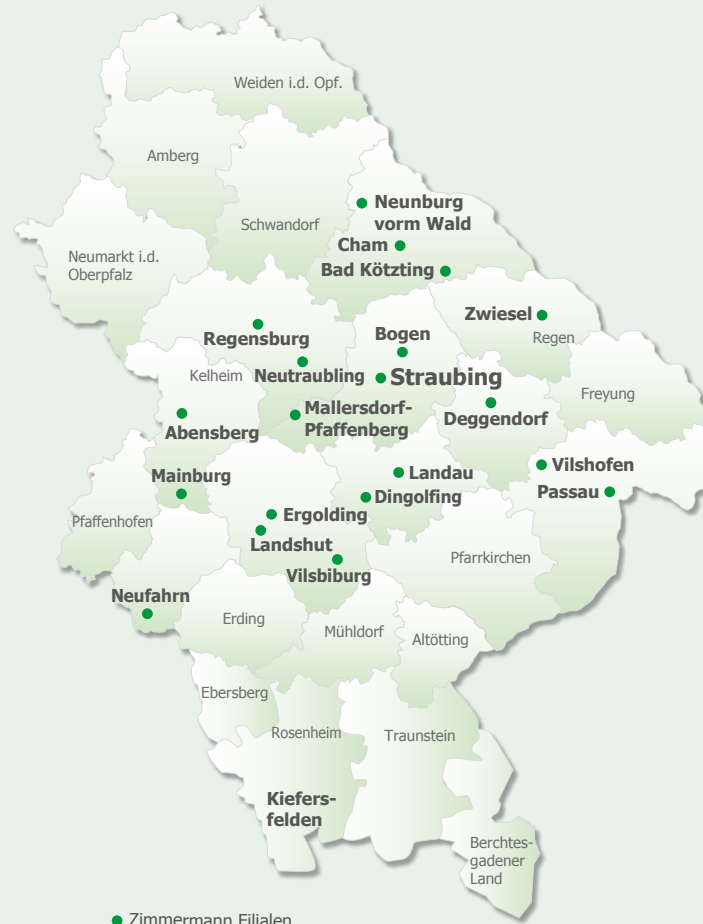 Weiden i.d. Opf.
Amberg
Neunburg
vorm Wald
Schwandorf
Cham
Neumarkt i.d.
Oberpfalz
Bad Kötzting
Zwiesel
Regensburg
Bogen
Regen
Kelheim
Neutraubling
Straubing
Freyung
Mallersdorf-
Pfaffenberg
Deggendorf
Abensberg
Vilshofen
Mainburg
Landau
Passau
Dingolfing
Ergolding
Pfaffenhofen
Landshut
Pfarrkirchen
Vilsbiburg
Neufahrn
Erding
Mühldorf
Altötting
Ebersberg
Rosenheim
Traunstein
Kiefers-
felden
Berchtes-
gadener
Land
Zimmermann Filialen